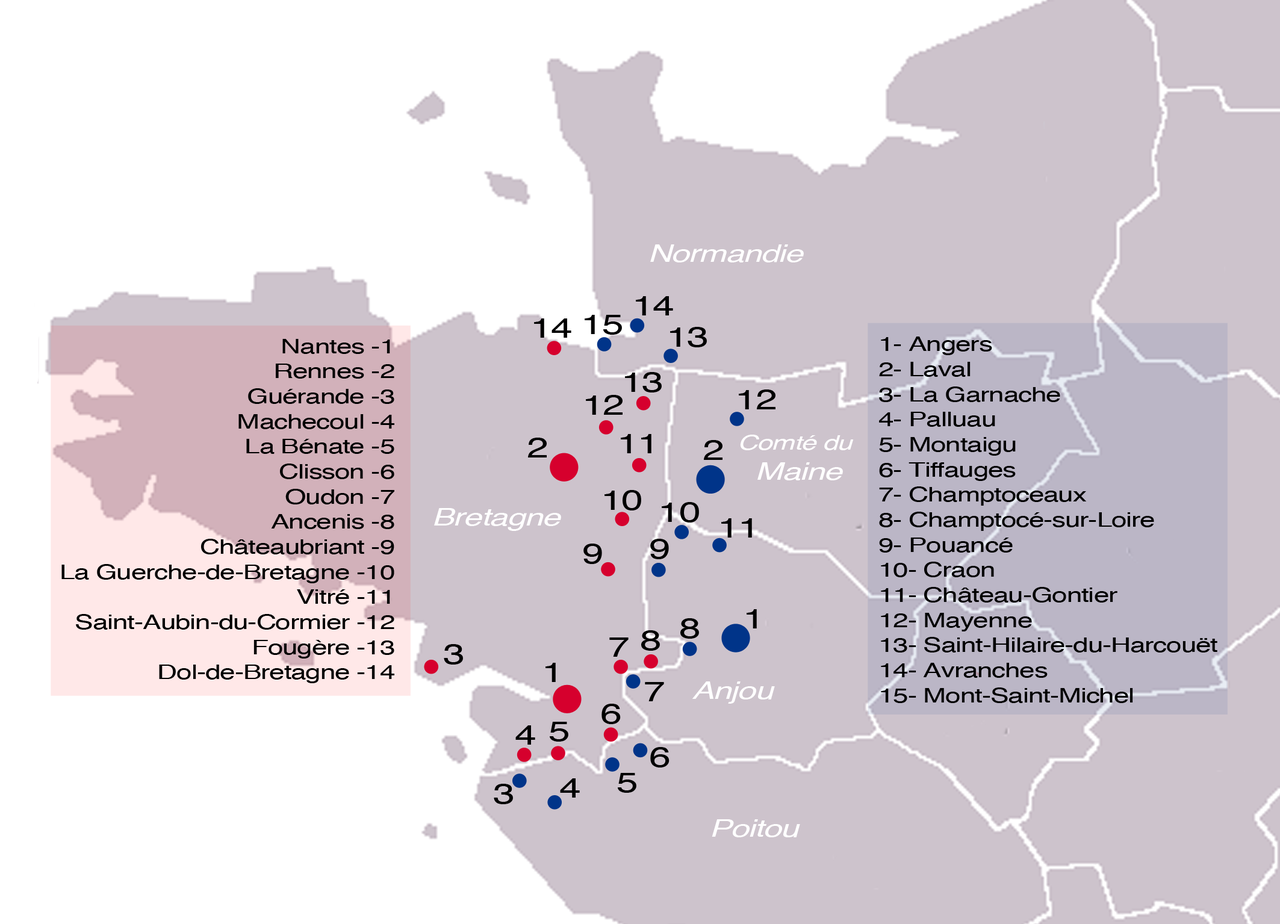 Normandie
14
15
14
13
13
12
12
11
2
2
Comté du
Maine
10
10
11
Bretagne
9
9
8
8
1
7
7
3
1
Anjou
6
4
5
6
5
3
4
Poitou
Nantes -1
Rennes -2
Guérande -3
Machecoul -4
La Bénate -5
Clisson -6
Oudon -7
Ancenis -8
Châteaubriant -9
La Guerche-de-Bretagne -10
Vitré -11
Saint-Aubin-du-Cormier -12
Fougère -13
Dol-de-Bretagne -14
1- Angers
2- Laval
3- La Garnache
4- Palluau
5- Montaigu
6- Tiffauges
7- Champtoceaux
8- Champtocé-sur-Loire
9- Pouancé
10- Craon
11- Château-Gontier
12- Mayenne
13- Saint-Hilaire-du-Harcouët
14- Avranches
15- Mont-Saint-Michel